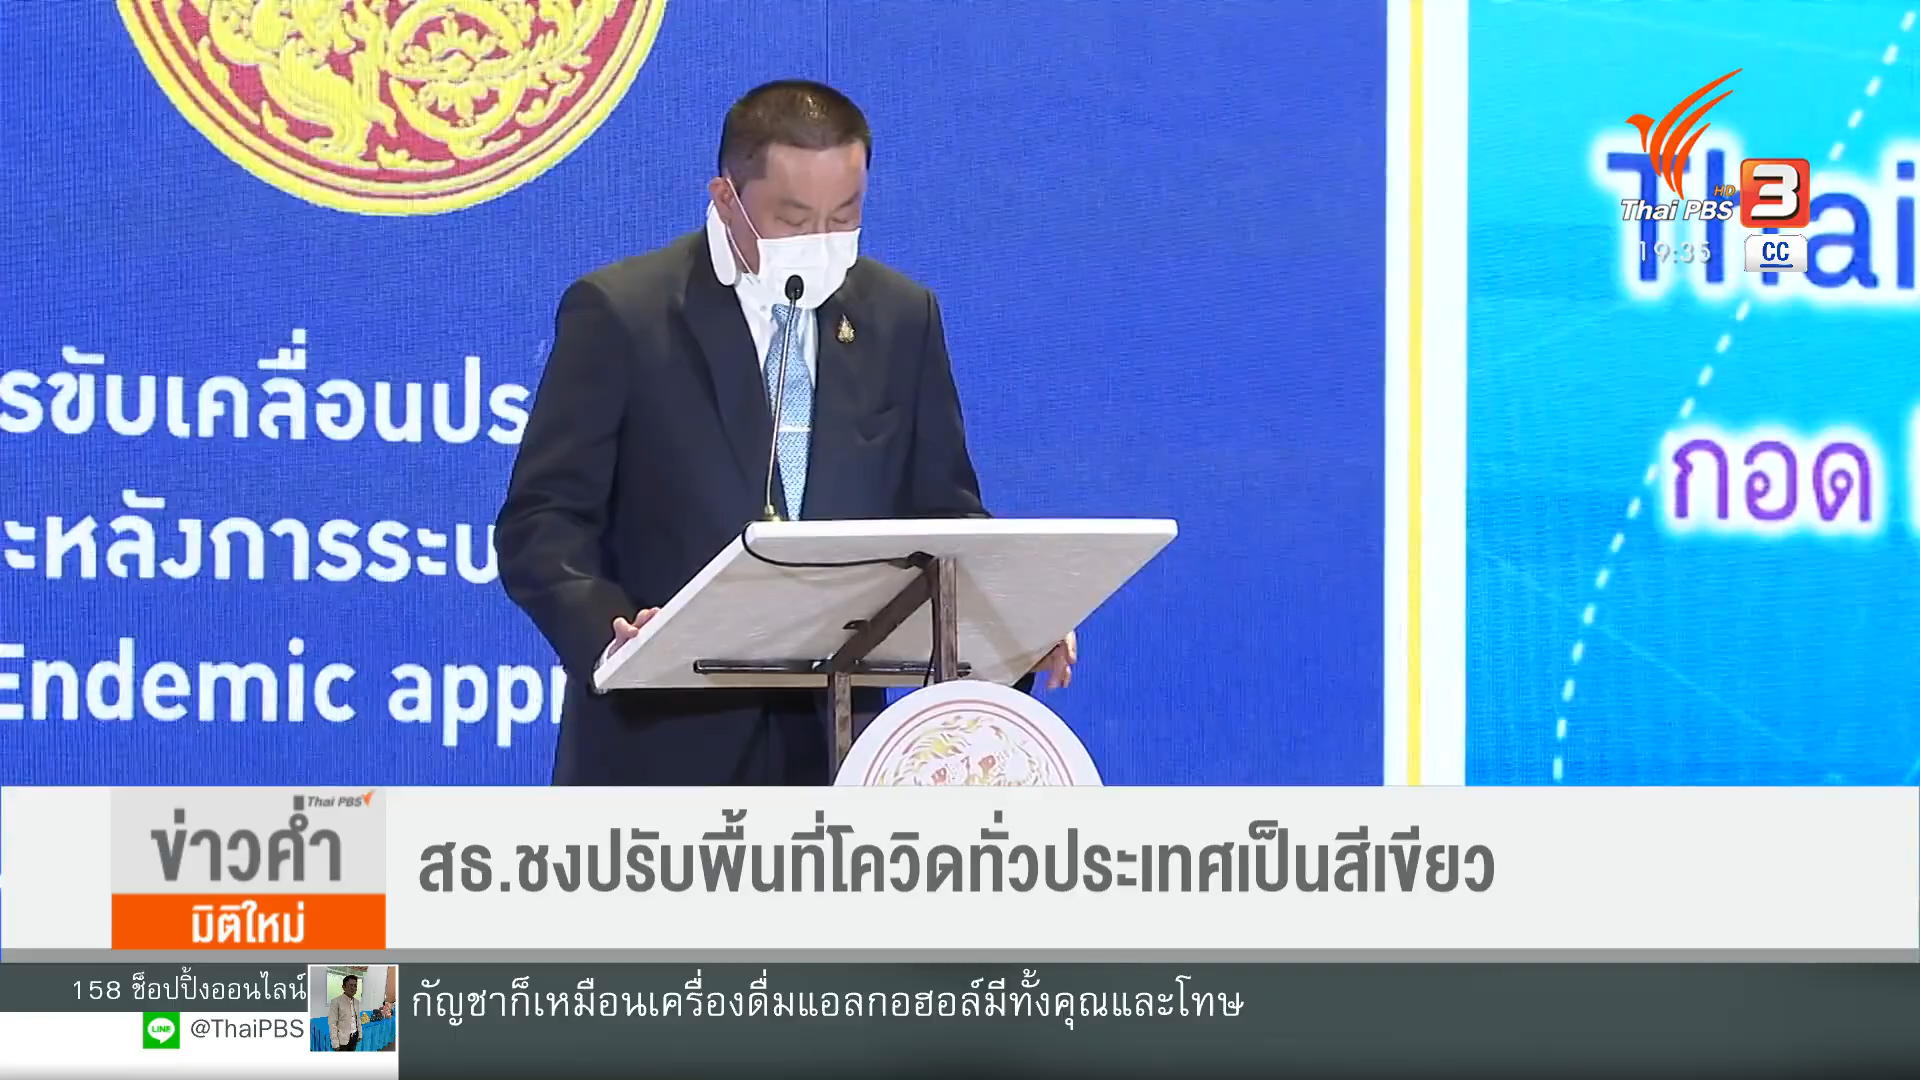 Thai
Thai PBS
HD
3
19:35
CC
กอด
รขับเคลื่อนปร
ะหลังการระบ
Endemic appr
Thai PBS
ข่าวค่ำ
มิติใหม่
สธ.ชงปรับพื้นที่โควิดทั่วประเทศเป็นสีเขียว
158 ช็อปปิ้งออนไลน์
LINE
@ThaiPBS
กัญชาก็เหมือนเครื่องดื่มแอลกอฮอล์มีทั้งคุณและโทษ